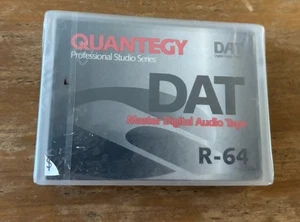 QUANTEGY
Professional Studio Series
DAT
DAT
Master Digital Audio Tape
R-64